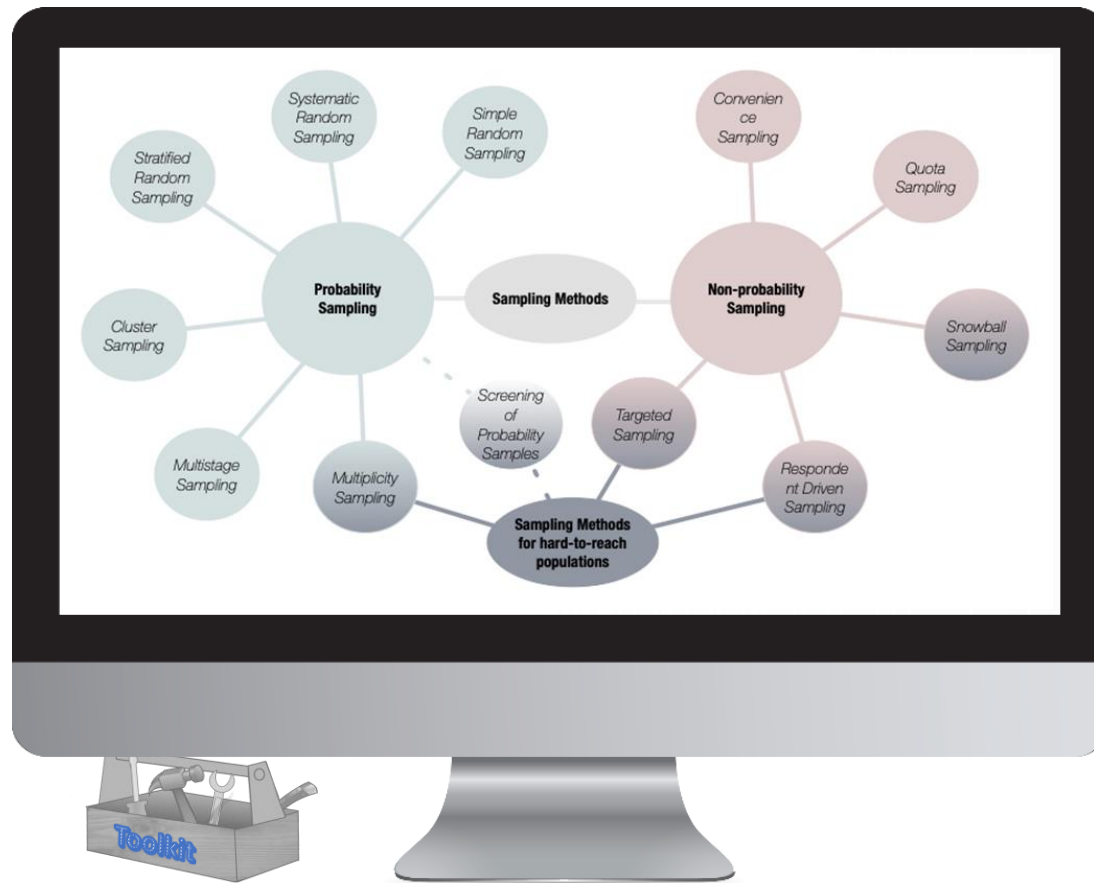 Systematic
Random
Sampling
Simple
Random
Sampling
Convenien
ce
Sampling
Stratified
Random
Sampling
Quota
Sampling
Probability
Sampling
Sampling Methods
Non-probability
Sampling
Cluster
Sampling
Snowball
Sampling
Screening
of
Probability
Samples
Targeted
Sampling
Multistage
Sampling
Multiplicity
Sampling
Responde
nt Driven
Sampling
Sampling Methods
for hard-to-reach
populations
Toolkit